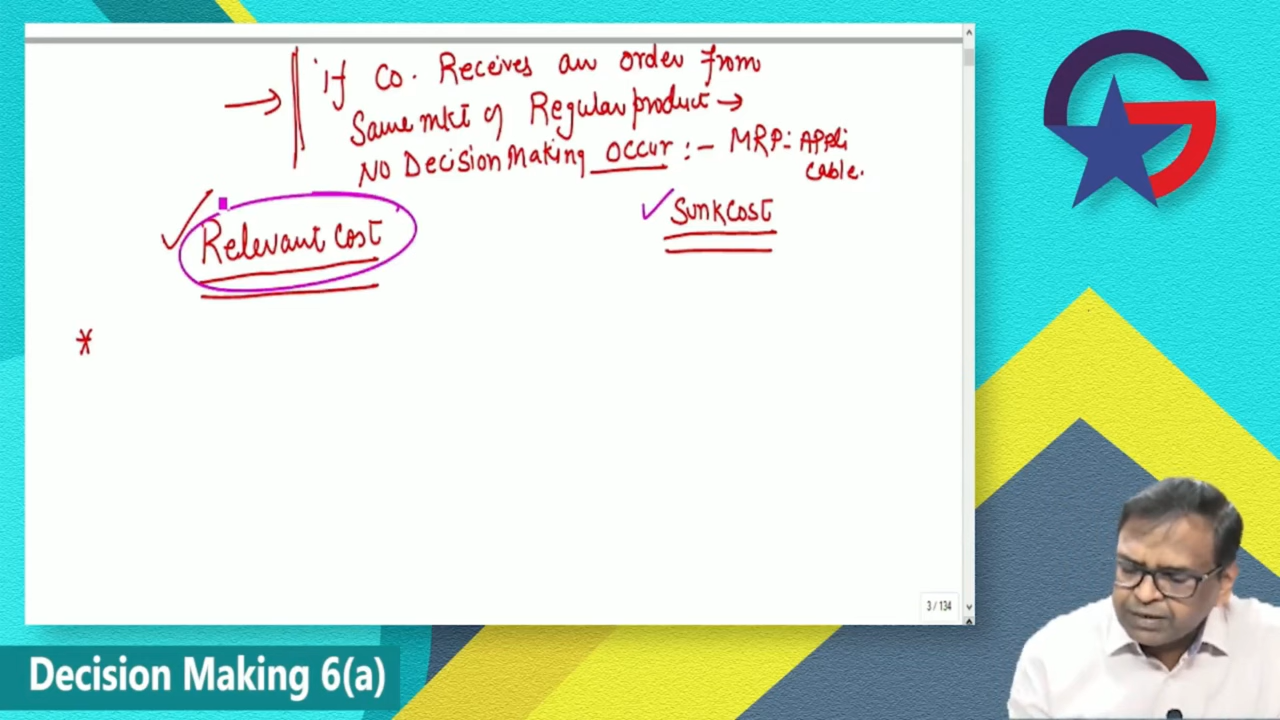 → if Co. Receives an order from
Same mkt of Regular product →
NO Decision Making occur :- MRP- Appli
cable.
Relevant Cost
Sunk Cost
*
3 / 134
G
Decision Making 6(a)